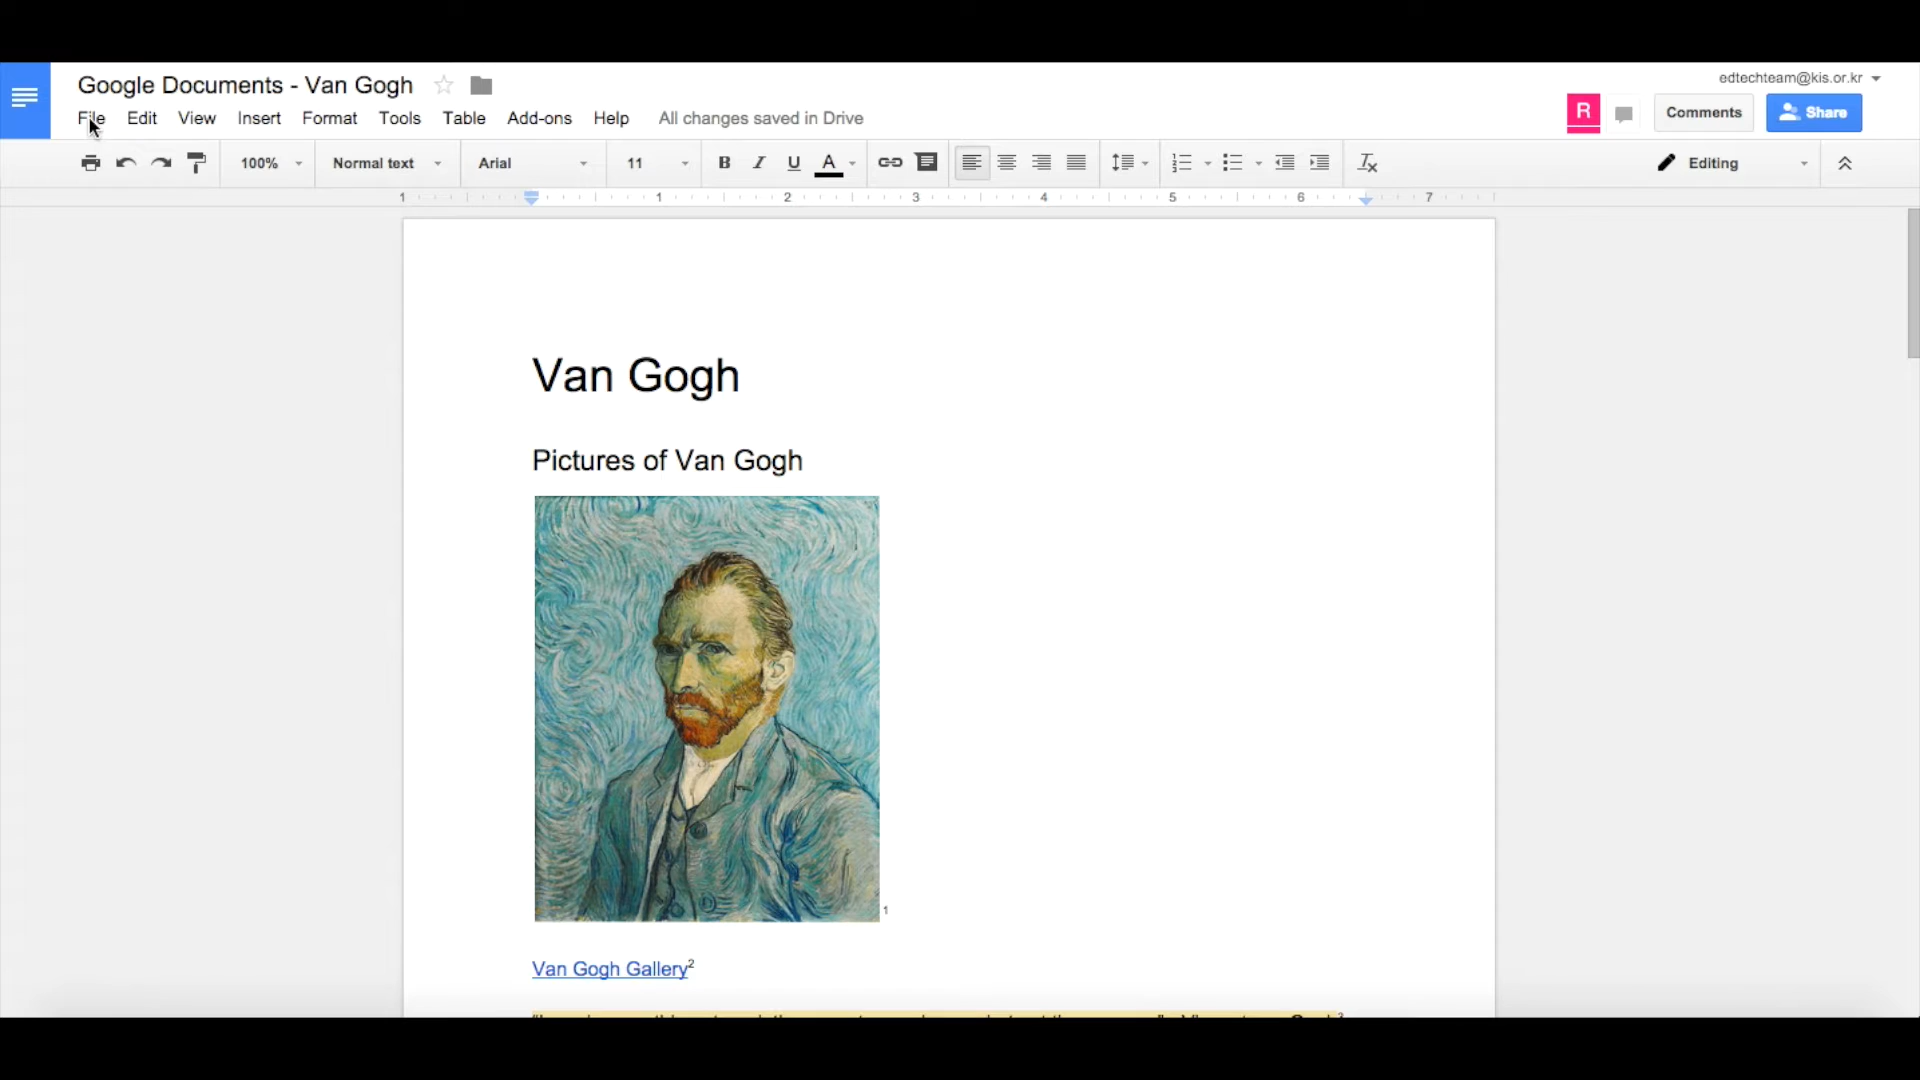 Google Documents - Van Gogh
edtechteam@kis.or.kr
File Edit View Insert Format Tools Table Add-ons Help All changes saved in Drive
R Comments Share
100% Normal text Arial 11 B I U A Editing
1 1 2 3 4 5 6 7
Van Gogh
Pictures of Van Gogh
1
Van Gogh Gallery2